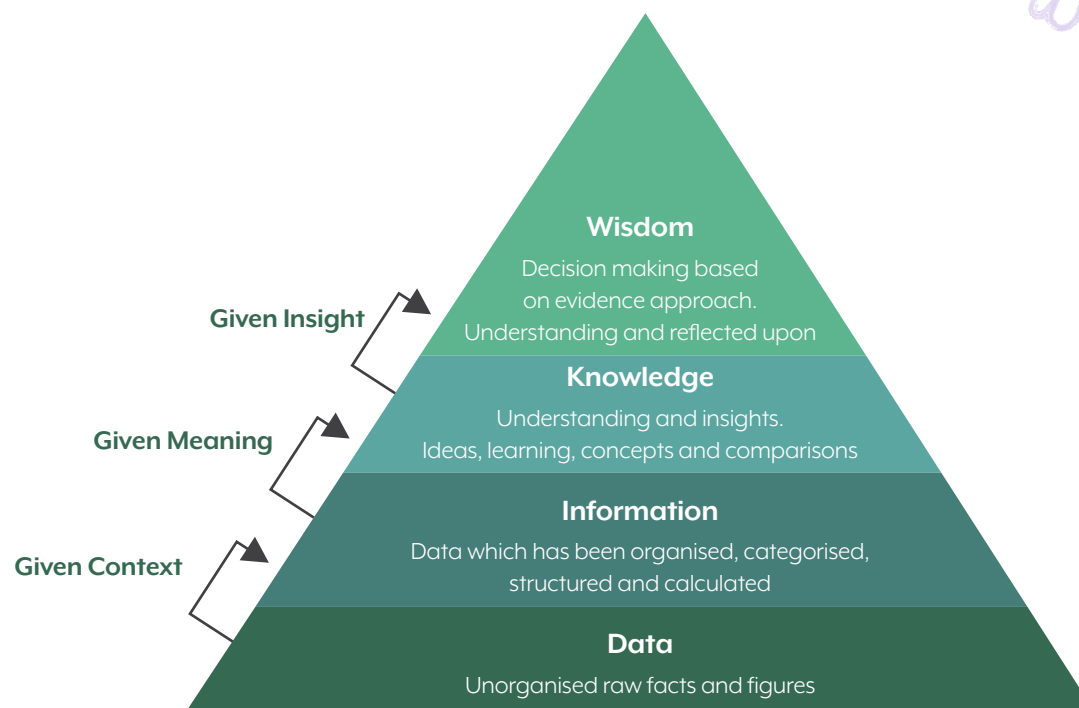 Wisdom
Decision making based
on evidence approach.
Understanding and reflected upon
Given Insight
Knowledge
Understanding and insights.
Ideas, learning, concepts and comparisons
Given Meaning
Information
Data which has been organised, categorised,
structured and calculated
Given Context
Data
Unorganised raw facts and figures